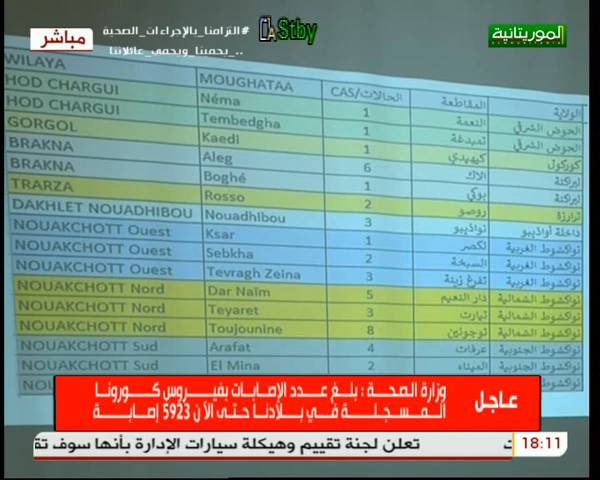 مباشر
#التزامنا_بالإجراءات_الصحية
.._يحمينا_ويحمي_عائلاتنا
Stby
الموريتانية
WILAYA MOUGHATAA CAS/الحالات المقاطعة الولاية
HOD CHARGUI Néma 1 النعمة الحوض الشرقي
HOD CHARGUI Tembedgha 1 تمبدغة الحوض الشرقي
GORGOL Kaedi 1 كيهيدي كوركول
BRAKNA Aleg 6 الاك لبراكنة
BRAKNA Boghé 1 بوكي لبراكنة
TRARZA Rosso 2 روصو ترارزة
DAKHLET NOUADHIBOU Nouadhibou 3 نواذيبو داخلة انواذيبو
NOUAKCHOTT Ouest Ksar 1 لكصر نواكشوط الغربية
NOUAKCHOTT Ouest Sebkha 2 السبخة نواكشوط الغربية
NOUAKCHOTT Ouest Tevragh Zeina 3 تفرغ زينة نواكشوط الغربية
NOUAKCHOTT Nord Dar Naïm 5 دار النعيم نواكشوط الشمالية
NOUAKCHOTT Nord Teyaret 3 تيارت نواكشوط الشمالية
NOUAKCHOTT Nord Toujounine 8 توجونين نواكشوط الشمالية
NOUAKCHOTT Sud Arafat 4 عرفات نواكشوط الجنوبية
NOUAKCHOTT Sud El Mina 2 الميناء نواكشوط الجنوبية
عاجل
وزارة الصحة : بلغ عدد الإصابات بفيروس كورونا
المسجلة في بلادنا حتى الآن 5923 إصابة
تعلن لجنة تقييم وهيكلة سيارات الإدارة بأنها سوف تق
18:11